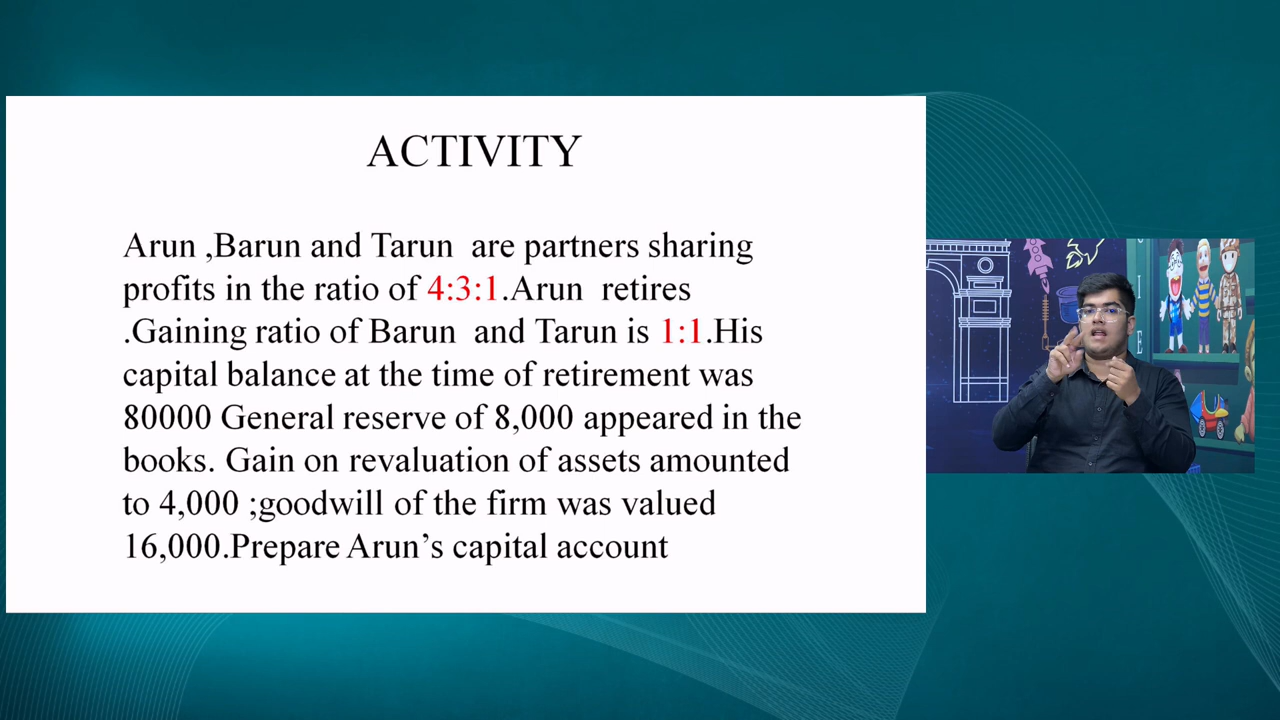 ACTIVITY
Arun ,Barun and Tarun are partners sharing
profits in the ratio of 4:3:1.Arun retires
.Gaining ratio of Barun and Tarun is 1:1.His
capital balance at the time of retirement was
80000 General reserve of 8,000 appeared in the
books. Gain on revaluation of assets amounted
to 4,000 ;goodwill of the firm was valued
16,000.Prepare Arun’s capital account
I
E